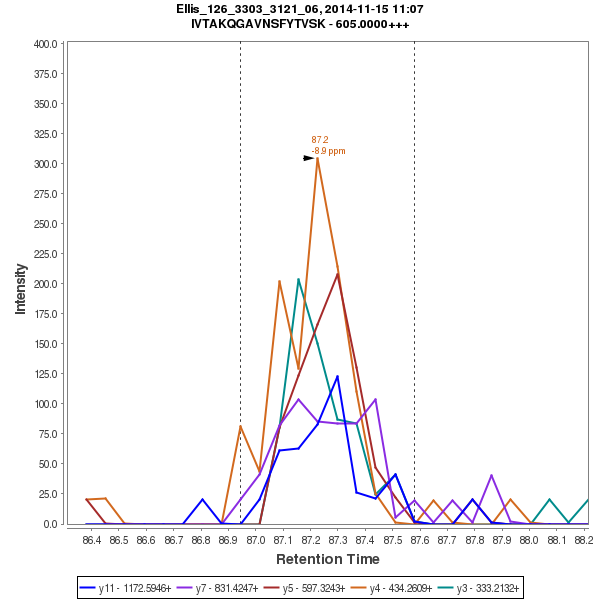 Ellis_126_3303_3121_06, 2014-11-15 11:07
IVTAKQGAVNSFYTVSK - 605.0000+++
400.0
375.0
350.0
325.0
300.0
275.0
250.0
225.0
200.0
175.0
150.0
125.0
100.0
75.0
50.0
25.0
0.0
Intensity
87.2
-8.9 ppm
86.4 86.5 86.6 86.7 86.8 86.9 87.0 87.1 87.2 87.3 87.4 87.5 87.6 87.7 87.8 87.9 88.0 88.1 88.2
Retention Time
y11 - 1172.5946+ y7 - 831.4247+ y5 - 597.3243+ y4 - 434.2609+ y3 - 333.2132+